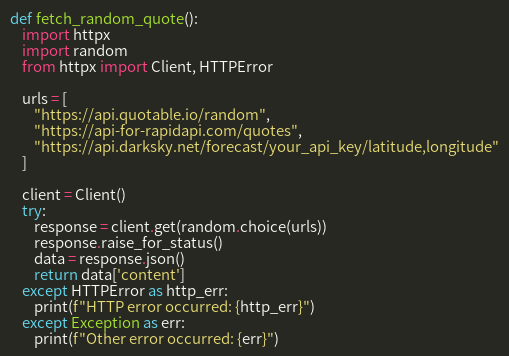 def fetch_random_quote():
    import httpx
    import random
    from httpx import Client, HTTPError

    urls = [
        "https://api.quotable.io/random",
        "https://api-for-rapidapi.com/quotes",
        "https://api.darksky.net/forecast/your_api_key/latitude,longitude"
    ]

    client = Client()
    try:
        response = client.get(random.choice(urls))
        response.raise_for_status()
        data = response.json()
        return data['content']
    except HTTPError as http_err:
        print(f"HTTP error occurred: {http_err}")
    except Exception as err:
        print(f"Other error occurred: {err}")